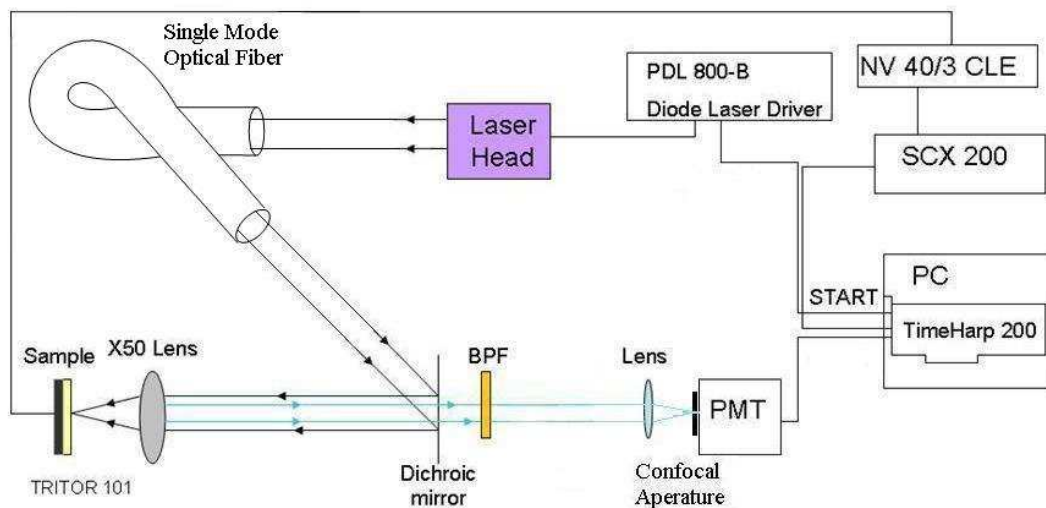 Single Mode
Optical Fiber
PDL 800-B
Diode Laser Driver
NV 40/3 CLE
Laser
Head
SCX 200
PC
START
TimeHarp 200
Sample
X50 Lens
BPF
Lens
PMT
TRITOR 101
Dichroic
mirror
Confocal
Aperature